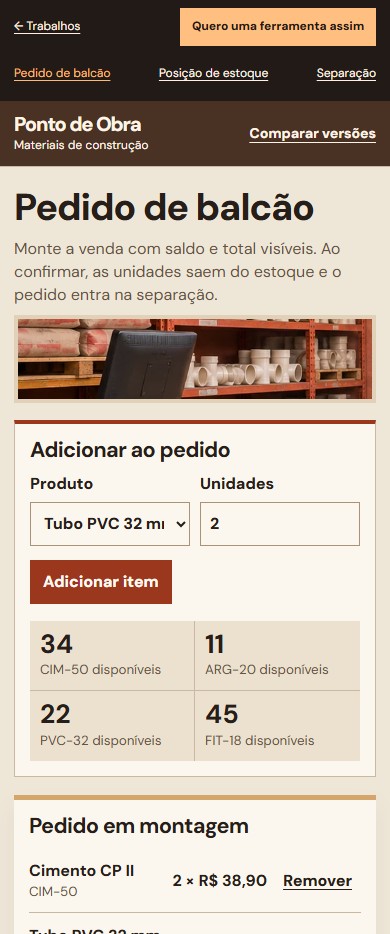 ← Trabalhos
Quero uma ferramenta assim
Pedido de balcão
Posição de estoque
Separação
Ponto de Obra
Materiais de construção
Comparar versões
Pedido de balcão
Monte a venda com saldo e total visíveis. Ao
confirmar, as unidades saem do estoque e o
pedido entra na separação.
Adicionar ao pedido
Produto
Unidades
Tubo PVC 32
2
Adicionar item
34
CIM-50 disponíveis
11
ARG-20 disponíveis
22
PVC-32 disponíveis
45
FIT-18 disponíveis
Pedido em montagem
Cimento CP II
CIM-50
2 × R$ 38,90
Remover
Tubo PVC 32 mm